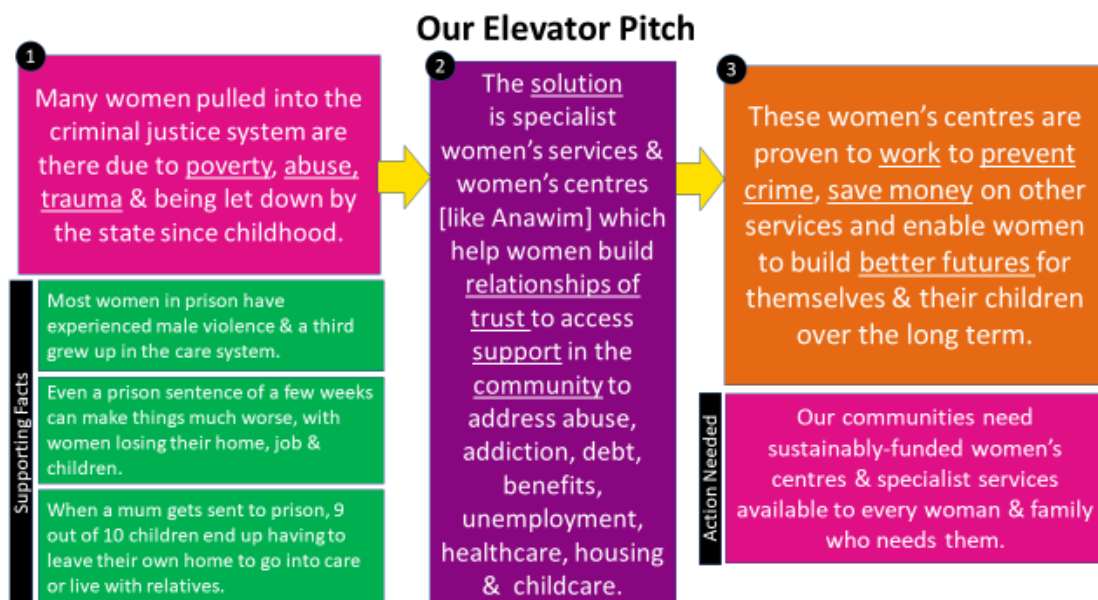 Our Elevator Pitch
1
Many women pulled into the
criminal justice system are
there due to poverty, abuse,
trauma & being let down by
the state since childhood.
Supporting Facts
Most women in prison have
experienced male violence & a third
grew up in the care system.
Even a prison sentence of a few weeks
can make things much worse, with
women losing their home, job &
children.
When a mum gets sent to prison, 9
out of 10 children end up having to
leave their own home to go into care
or live with relatives.
2
The solution
is specialist
women's services &
women's centres
[like Anawim] which
help women build
relationships of
trust to access
support in the
community to
address abuse,
addiction, debt,
benefits,
unemployment,
healthcare, housing
& childcare.
3
These women's centres are
proven to work to prevent
crime, save money on other
services and enable women
to build better futures for
themselves & their children
over the long term.
Action Needed
Our communities need
sustainably-funded women's
centres & specialist services
available to every woman & family
who needs them.